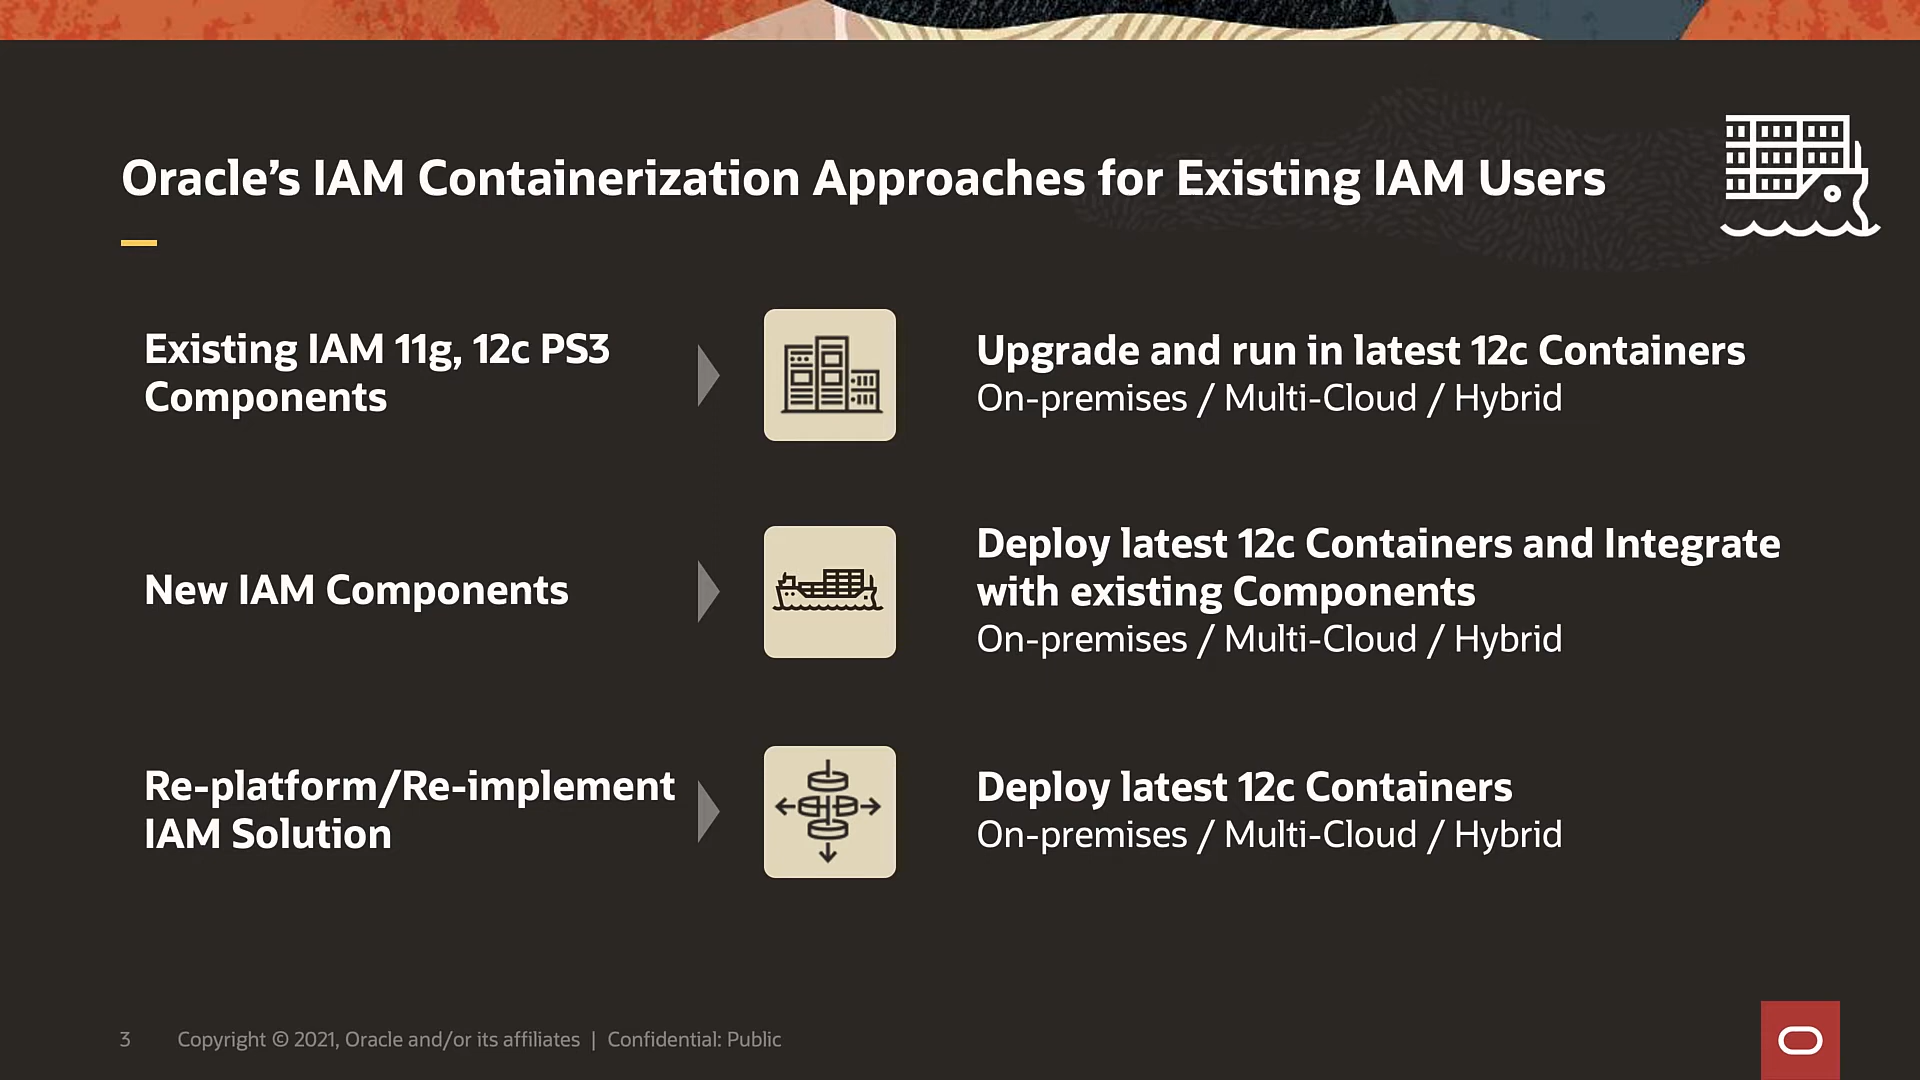 Oracle’s IAM Containerization Approaches for Existing IAM Users
Existing IAM 11g, 12c PS3
Components
Upgrade and run in latest 12c Containers
On-premises / Multi-Cloud / Hybrid
New IAM Components
Deploy latest 12c Containers and Integrate
with existing Components
On-premises / Multi-Cloud / Hybrid
Re-platform/Re-implement
IAM Solution
Deploy latest 12c Containers
On-premises / Multi-Cloud / Hybrid
3 Copyright © 2021, Oracle and/or its affiliates | Confidential: Public